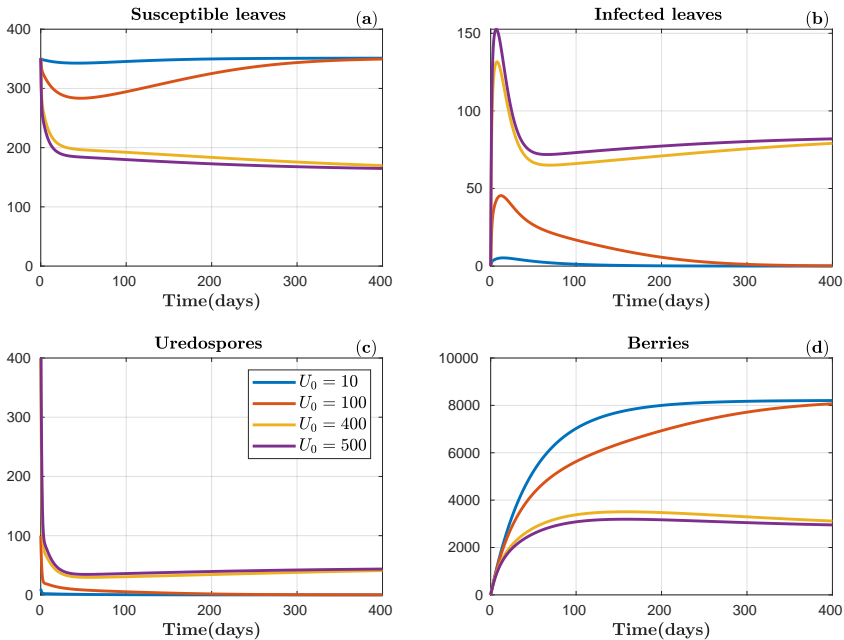 Susceptible leaves
(a)
400
300
200
100
0
0 100 200 300 400
Time(days)
Infected leaves
(b)
150
100
50
0
0 100 200 300 400
Time(days)
Uredospores
(c)
400
300
200
100
0
U₀ = 10
U₀ = 100
U₀ = 400
U₀ = 500
0 100 200 300 400
Time(days)
Berries
(d)
10000
8000
6000
4000
2000
0
0 100 200 300 400
Time(days)